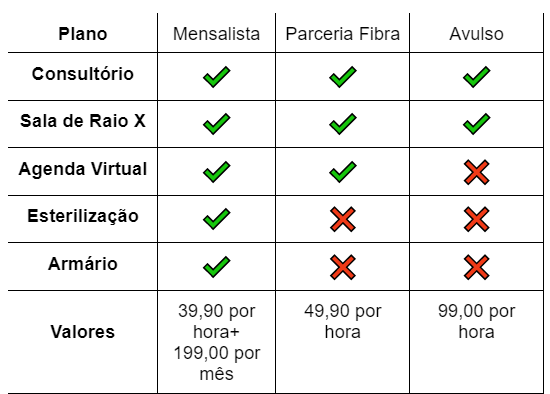 Plano Mensalista Parceria Fibra Avulso
Consultório
Sala de Raio X
Agenda Virtual
Esterilização
Armário
Valores
39,90 por
hora+
199,00 por
mês
49,90 por
hora
99,00 por
hora